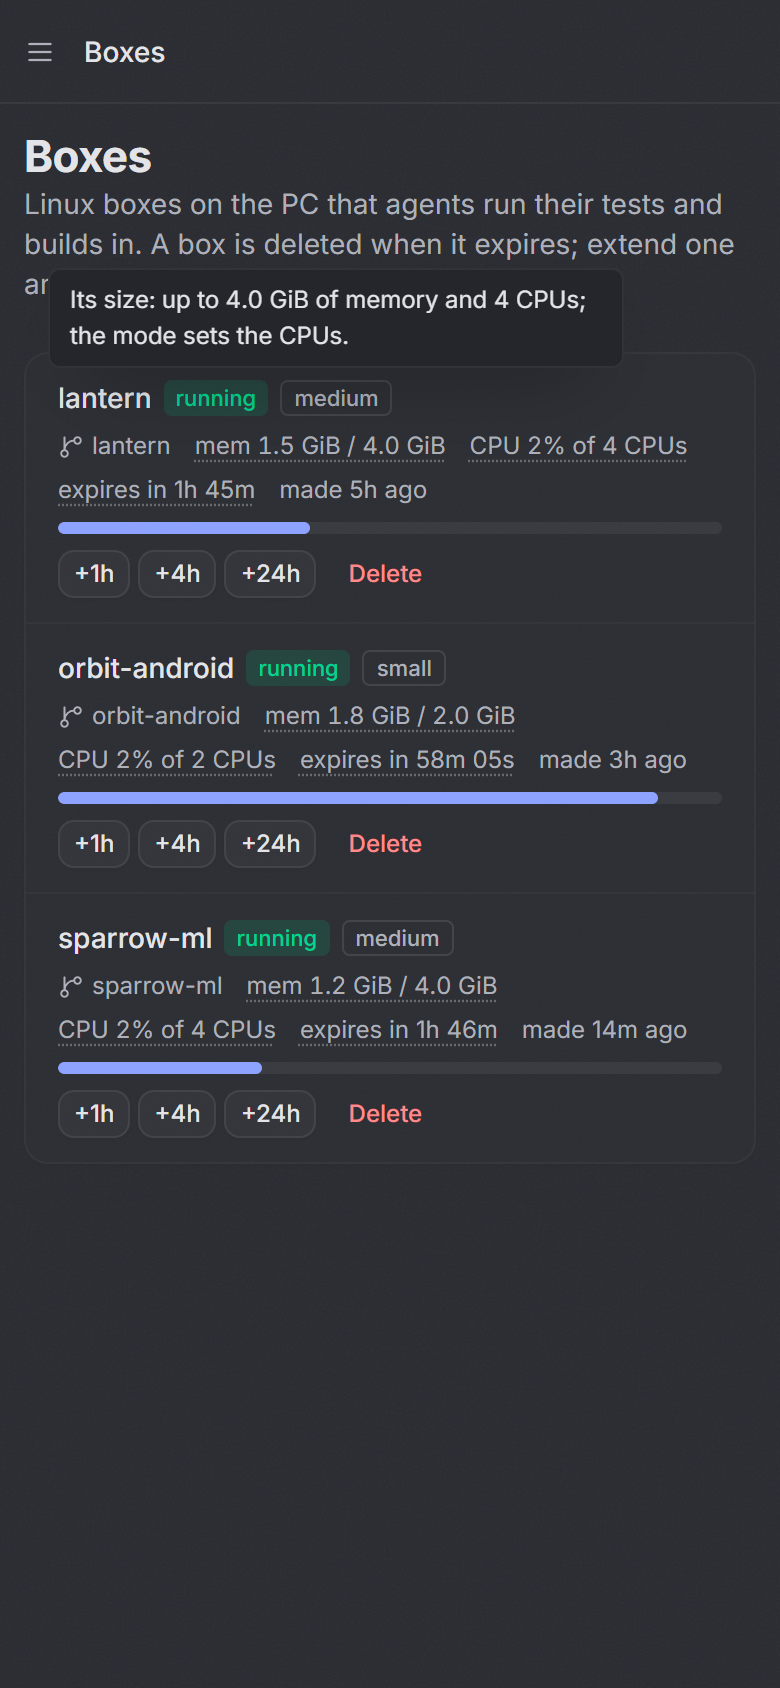 Boxes
Boxes
Linux boxes on the PC that agents run their tests and
builds in. A box is deleted when it expires; extend one
Its size: up to 4.0 GiB of memory and 4 CPUs;
the mode sets the CPUs.
lantern running medium
lantern mem 1.5 GiB / 4.0 GiB CPU 2% of 4 CPUs
expires in 1h 45m made 5h ago
+1h +4h +24h Delete
orbit-android running small
orbit-android mem 1.8 GiB / 2.0 GiB
CPU 2% of 2 CPUs expires in 58m 05s made 3h ago
+1h +4h +24h Delete
sparrow-ml running medium
sparrow-ml mem 1.2 GiB / 4.0 GiB
CPU 2% of 4 CPUs expires in 1h 46m made 14m ago
+1h +4h +24h Delete